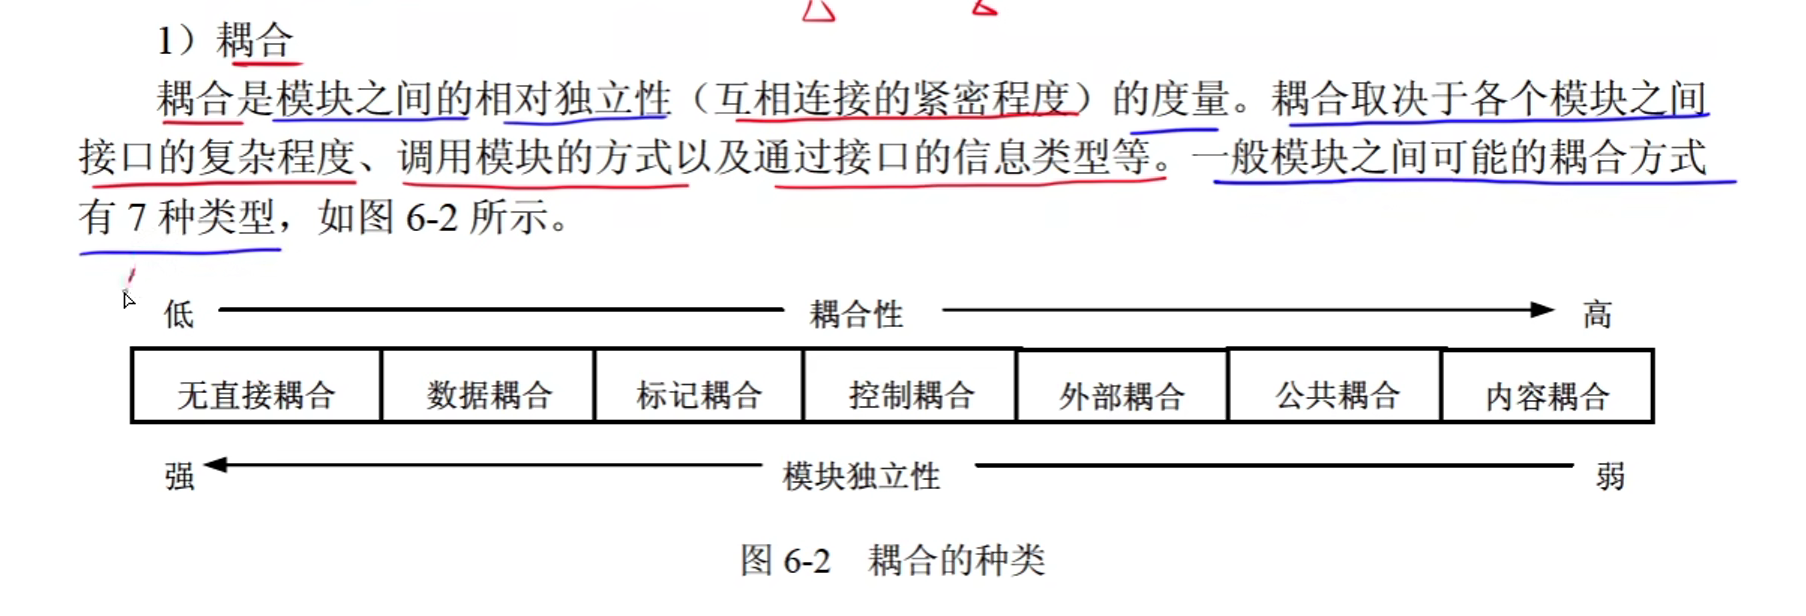 1）耦合
耦合是模块之间的相对独立性（互相连接的紧密程度）的度量。耦合取决于各个模块之间
接口的复杂程度、调用模块的方式以及通过接口的信息类型等。一般模块之间可能的耦合方式
有 7 种类型，如图 6-2 所示。
低 耦合性 高
无直接耦合 数据耦合 标记耦合 控制耦合 外部耦合 公共耦合 内容耦合
强 模块独立性 弱
图 6-2 耦合的种类